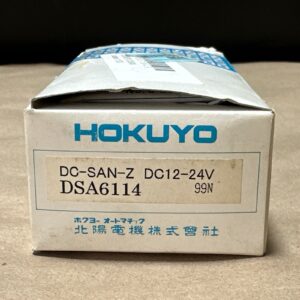 HOKUYO
DC-SAN-Z DC12-24V
DSA6114 99N
ホクヨー オートマチック
北陽電機株式會社